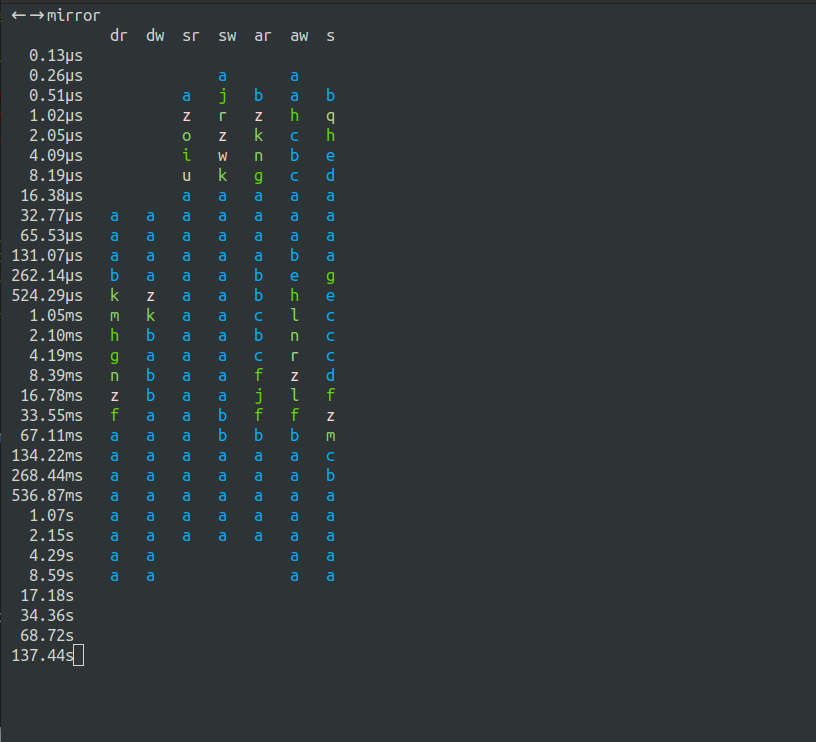 ←→mirror
dr dw sr sw ar aw s
0.13µs
0.26µs a a
0.51µs a j b a b
1.02µs z r z h q
2.05µs o z k c h
4.09µs i w n b e
8.19µs u k g c d
16.38µs a a a a a
32.77µs a a a a a a a
65.53µs a a a a a a a
131.07µs a a a a a b a
262.14µs b a a a b e g
524.29µs k z a a b h e
1.05ms m k a a c l c
2.10ms h b a a b n c
4.19ms g a a a c r c
8.39ms n b a a f z d
16.78ms z b a a j l f
33.55ms f a a b f f z
67.11ms a a a b b b m
134.22ms a a a a a a c
268.44ms a a a a a a b
536.87ms a a a a a a a
1.07s a a a a a a a
2.15s a a a a a a a
4.29s a a a a
8.59s a a a a
17.18s
34.36s
68.72s
137.44s